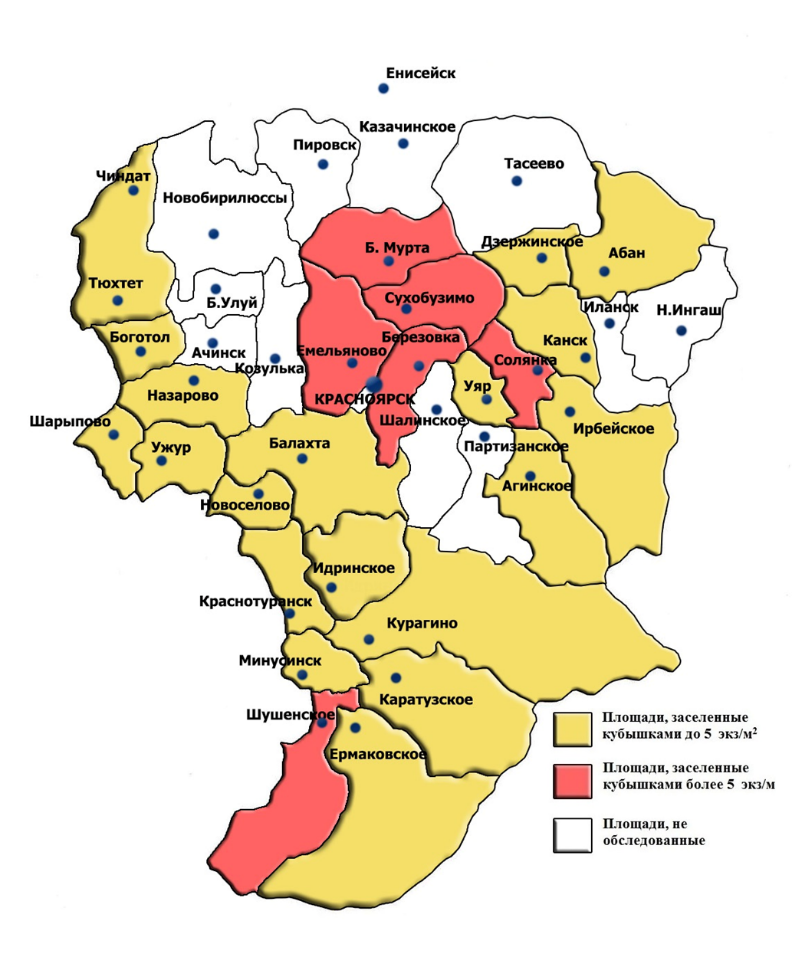 Енисейск
Казачинское
Пировск
Тасеево
Чиндат
Новобирилюссы
Б. Мурта
Дзержинское
Абан
Тюхтет
Б.Улуй
Сухобузимо
Иланск
Н.Ингаш
Боготол
Ачинск
Козулька
Емельяново
Березовка
Канск
Солянка
Назарово
КРАСНОЯРСК
Уяр
Шарыпово
Шалинское
Ирбейское
Ужур
Балахта
Партизанское
Новоселово
Агинское
Идринское
Краснотуранск
Курагино
Минусинск
Каратузское
Шушенское
Ермаковское
Площади, заселенные
кубышками до 5 экз/м²
Площади, заселенные
кубышками более 5 экз/м
Площади, не
обследованные